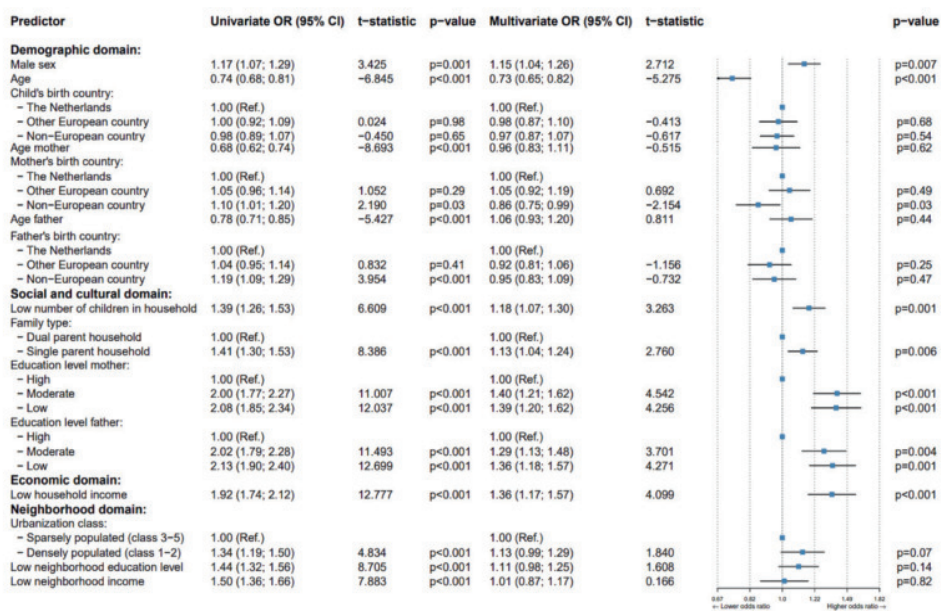 Predictor Univariate OR (95% CI) t−statistic p−value Multivariate OR (95% CI) t−statistic p−value
Demographic domain:
Male sex 1.17 (1.07; 1.29) 3.425 p=0.001 1.15 (1.04; 1.26) 2.712 p=0.007
Age 0.74 (0.68; 0.81) −6.845 p<0.001 0.73 (0.65; 0.82) −5.275 p<0.001
Child's birth country:
− The Netherlands 1.00 (Ref.) 1.00 (Ref.)
− Other European country 1.00 (0.92; 1.09) 0.024 p=0.98 0.98 (0.87; 1.10) −0.413 p=0.68
− Non−European country 0.98 (0.89; 1.07) −0.450 p=0.65 0.97 (0.87; 1.07) −0.617 p=0.54
Age mother 0.68 (0.62; 0.74) −8.693 p<0.001 0.96 (0.83; 1.11) −0.515 p=0.62
Mother's birth country:
− The Netherlands 1.00 (Ref.) 1.00 (Ref.)
− Other European country 1.05 (0.96; 1.14) 1.052 p=0.29 1.05 (0.92; 1.19) 0.692 p=0.49
− Non−European country 1.10 (1.01; 1.20) 2.190 p=0.03 0.86 (0.75; 0.99) −2.154 p=0.03
Age father 0.78 (0.71; 0.85) −5.427 p<0.001 1.06 (0.93; 1.20) 0.811 p=0.44
Father's birth country:
− The Netherlands 1.00 (Ref.) 1.00 (Ref.)
− Other European country 1.04 (0.95; 1.14) 0.832 p=0.41 0.92 (0.81; 1.06) −1.156 p=0.25
− Non−European country 1.19 (1.09; 1.29) 3.954 p<0.001 0.95 (0.83; 1.09) −0.732 p=0.47
Social and cultural domain:
Low number of children in household 1.39 (1.26; 1.53) 6.609 p<0.001 1.18 (1.07; 1.30) 3.263 p=0.001
Family type:
− Dual parent household 1.00 (Ref.) 1.00 (Ref.)
− Single parent household 1.41 (1.30; 1.53) 8.386 p<0.001 1.13 (1.04; 1.24) 2.760 p=0.006
Education level mother:
− High 1.00 (Ref.) 1.00 (Ref.)
− Moderate 2.00 (1.77; 2.27) 11.007 p<0.001 1.40 (1.21; 1.62) 4.542 p<0.001
− Low 2.08 (1.85; 2.34) 12.037 p<0.001 1.39 (1.20; 1.62) 4.256 p<0.001
Education level father:
− High 1.00 (Ref.) 1.00 (Ref.)
− Moderate 2.02 (1.79; 2.28) 11.493 p<0.001 1.29 (1.13; 1.48) 3.701 p=0.004
− Low 2.13 (1.90; 2.40) 12.699 p<0.001 1.36 (1.18; 1.57) 4.271 p=0.001
Economic domain:
Low household income 1.92 (1.74; 2.12) 12.777 p<0.001 1.36 (1.17; 1.57) 4.099 p<0.001
Neighborhood domain:
Urbanization class:
− Sparsely populated (class 3−5) 1.00 (Ref.) 1.00 (Ref.)
− Densely populated (class 1−2) 1.34 (1.19; 1.50) 4.834 p<0.001 1.13 (0.99; 1.29) 1.840 p=0.07
Low neighborhood education level 1.44 (1.32; 1.56) 8.705 p<0.001 1.11 (0.98; 1.25) 1.608 p=0.14
Low neighborhood income 1.50 (1.36; 1.66) 7.883 p<0.001 1.01 (0.87; 1.17) 0.166 p=0.82
0.67 0.82 1.0 1.22 1.49 1.82
← Lower odds ratio Higher odds ratio →